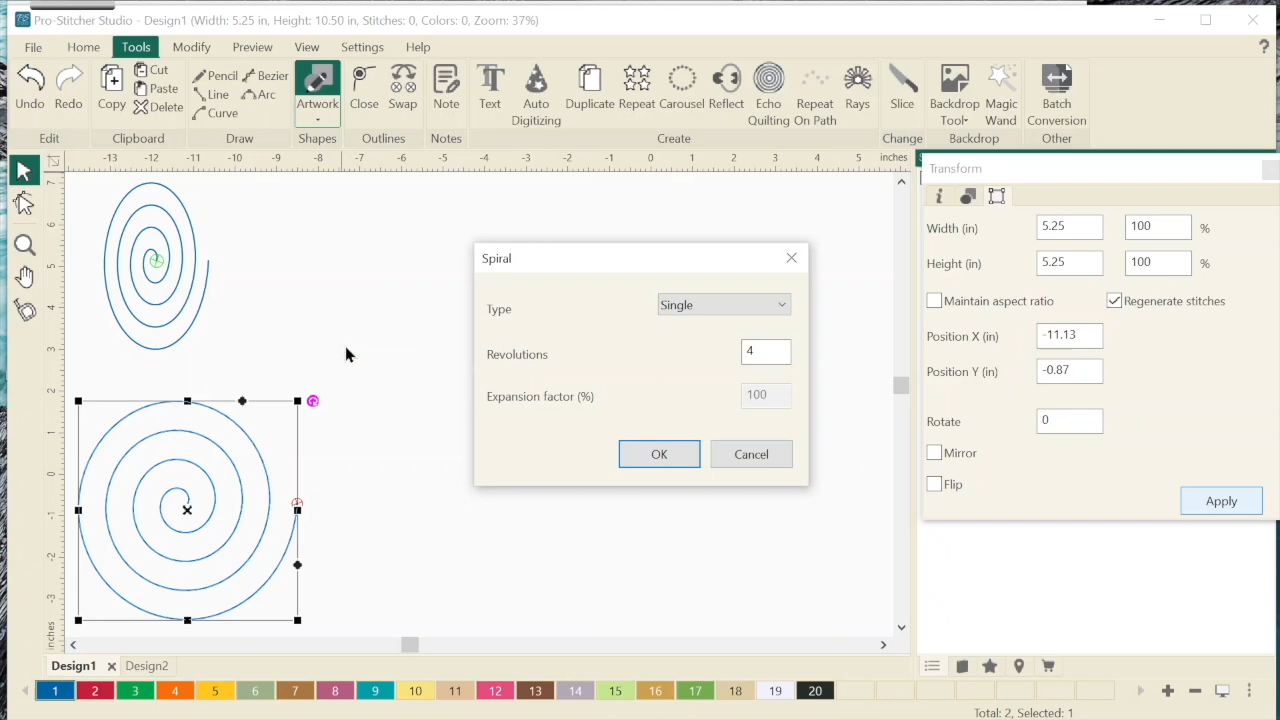 Pro-Stitcher Studio - Design1 (Width: 5.25 in, Height: 10.50 in, Stitches: 0, Colors: 0, Zoom: 37%)
File Home Tools Modify Preview View Settings Help ?
Undo Redo Copy Cut Paste Delete Pencil Bezier Line Arc Curve Artwork Close Swap Note Text Auto Digitizing Duplicate Repeat Carousel Reflect Echo Quilting Repeat On Path Rays Slice Backdrop Tool Magic Wand Batch Conversion
Edit Clipboard Draw Shapes Outlines Notes Create Change Backdrop Other
-13 -12 -11 -10 -9 -8 -7 -6 -5 -4 -3 -2 -1 0 1 2 3 4 5 inches
7
6
5
4
3
2
1
0
-1
-2
-3
inches
Spiral
Type Single
Revolutions 4
Expansion factor (%) 100
OK Cancel
Transform
Width (in) 5.25 100 %
Height (in) 5.25 100 %
Maintain aspect ratio Regenerate stitches
Position X (in) -11.13
Position Y (in) -0.87
Rotate 0
Mirror
Flip
Apply
Design1 Design2
1 2 3 4 5 6 7 8 9 10 11 12 13 14 15 16 17 18 19 20
Total: 2, Selected: 1